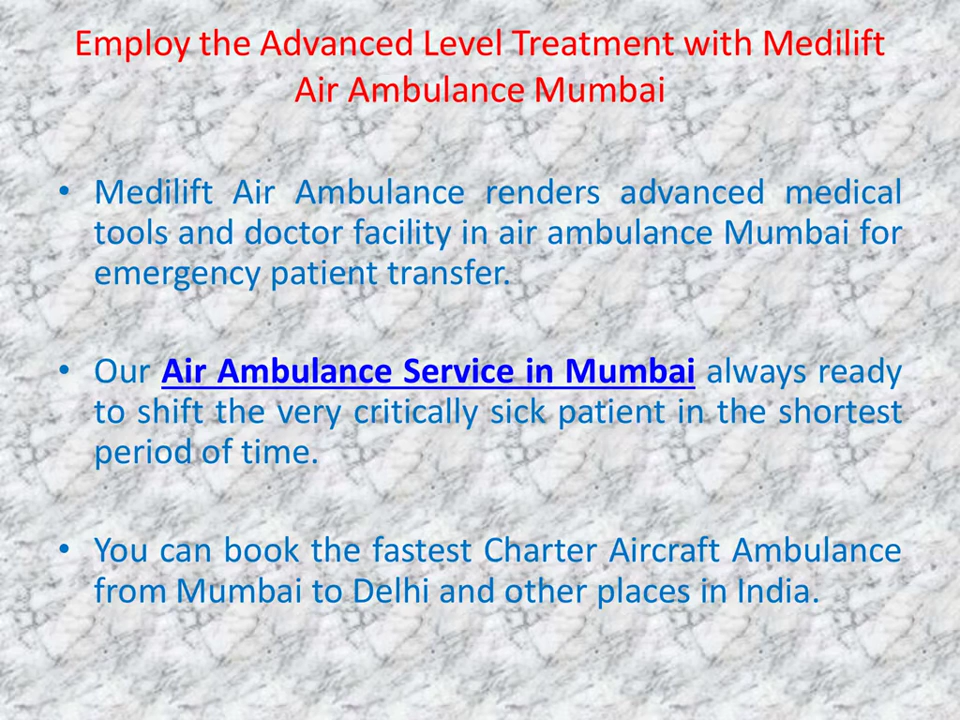 Employ the Advanced Level Treatment with Medilift
Air Ambulance Mumbai
• Medilift Air Ambulance renders advanced medical
tools and doctor facility in air ambulance Mumbai for
emergency patient transfer.
• Our Air Ambulance Service in Mumbai always ready
to shift the very critically sick patient in the shortest
period of time.
• You can book the fastest Charter Aircraft Ambulance
from Mumbai to Delhi and other places in India.